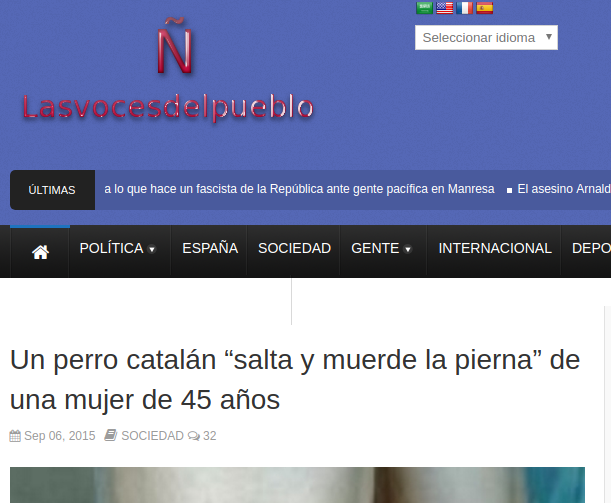 Ñ
Lasvocesdelpueblo
Seleccionar idioma
ÚLTIMAS
a lo que hace un fascista de la República ante gente pacífica en Manresa
El asesino Arnald
POLÍTICA
ESPAÑA
SOCIEDAD
GENTE
INTERNACIONAL
DEPO
Un perro catalán “salta y muerde la pierna” de
una mujer de 45 años
Sep 06, 2015 SOCIEDAD 32